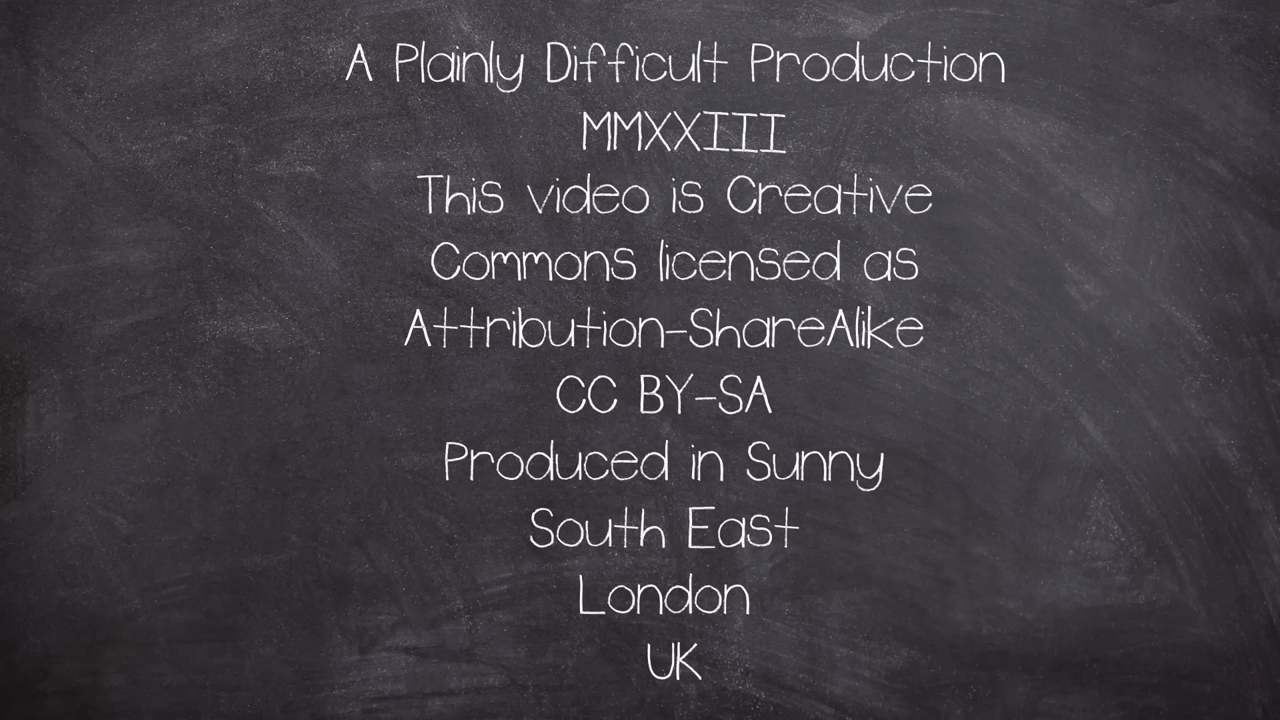 A Plainly Difficult Production
MMXXIII
This video is Creative
Commons licensed as
Attribution-ShareAlike
CC BY-SA
Produced in Sunny
South East
London
UK